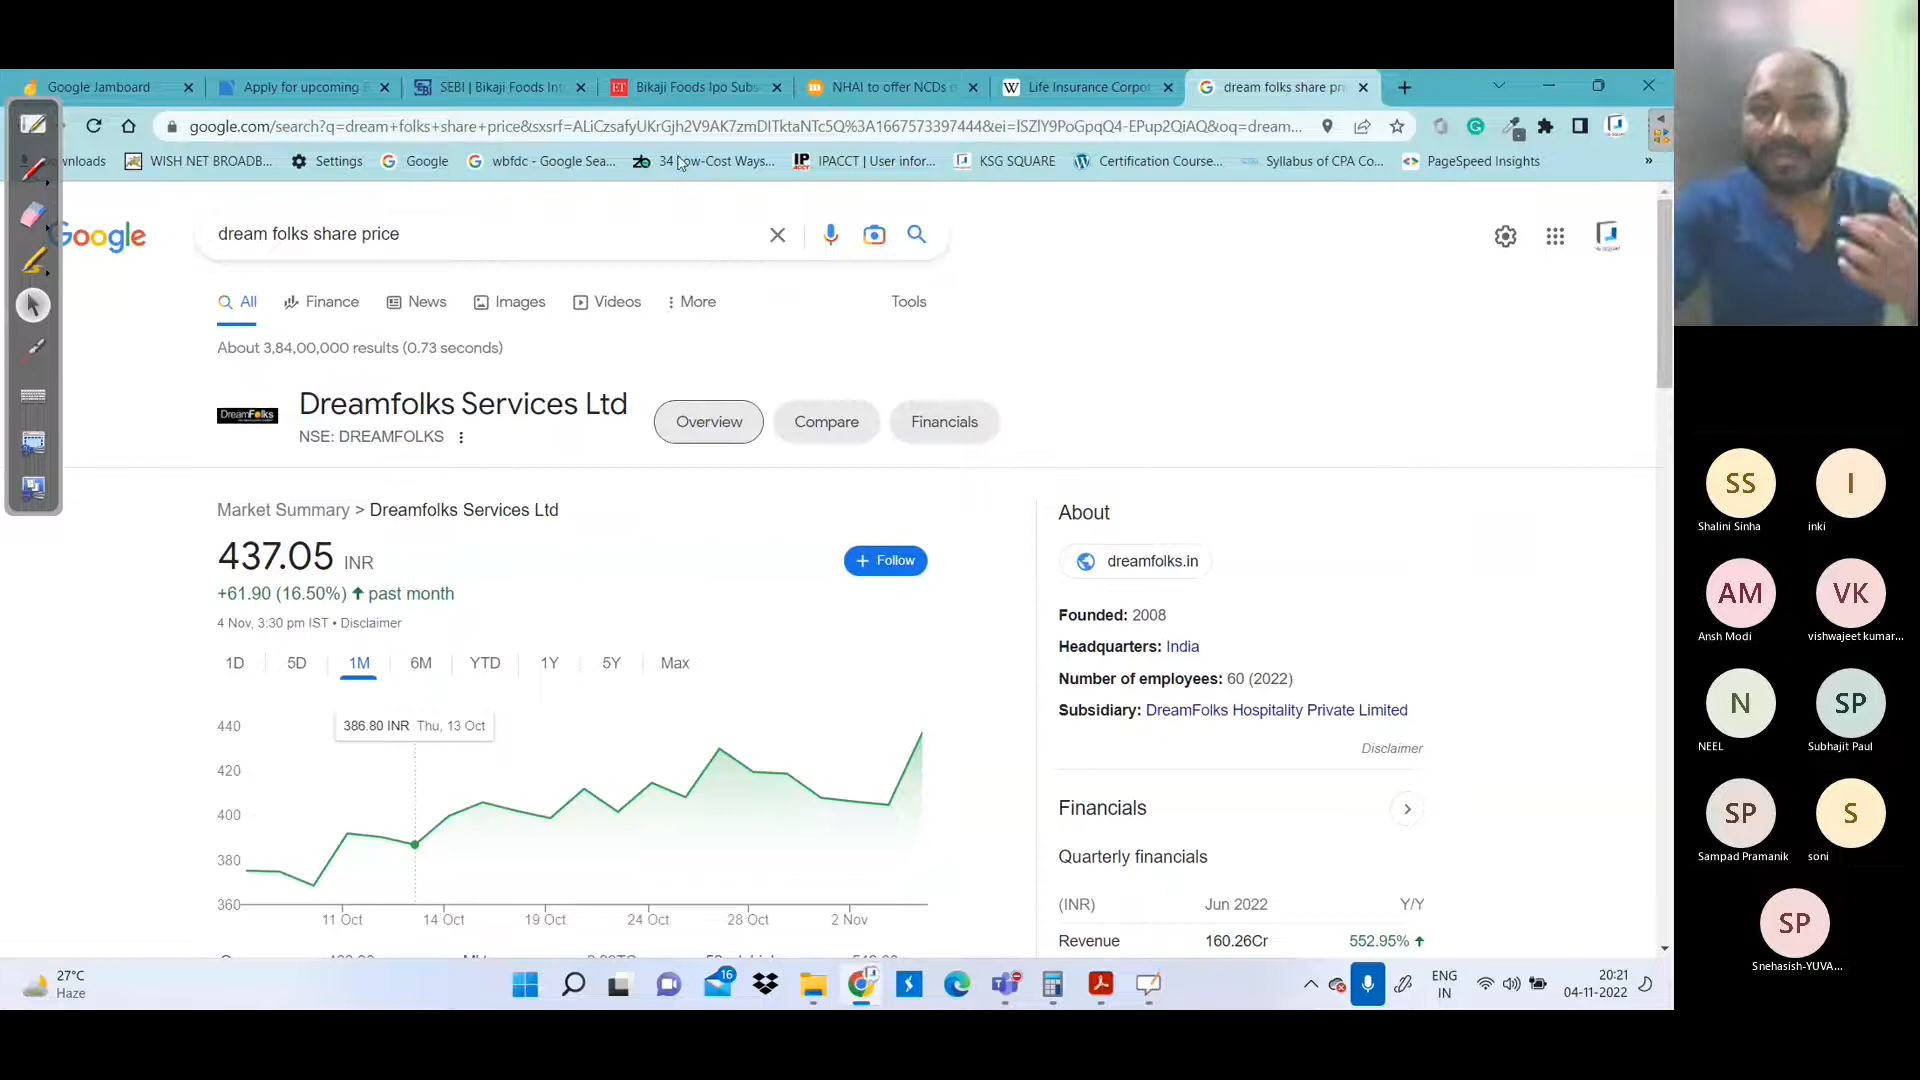 Google Jamboard
Apply for upcoming
SEBI | Bikaji Foods Int
ET
Bikaji Foods Ipo Subs
NHAI to offer NCDs o
W
Life Insurance Corpor
dream folks share pri
google.com/search?q=dream+folks+share+price&sxsrf=ALiCzsafyUKrGjh2V9AK7zmDITktaNTc5Q%3A1667573397444&ei=lSZlY9PoGpqQ4-EPup2QiAQ&oq=dream...
wnloads
WISH NET BROADB...
Settings
Google
wbfdc - Google Sea...
34 Low-Cost Ways...
IPACCT | User infor...
KSG SQUARE
Certification Course...
Syllabus of CPA Co...
PageSpeed Insights
»
Google
dream folks share price
All
Finance
News
Images
Videos
More
Tools
About 3,84,00,000 results (0.73 seconds)
DreamFolks
Dreamfolks Services Ltd
NSE: DREAMFOLKS
Overview
Compare
Financials
Market Summary > Dreamfolks Services Ltd
437.05 INR
+ Follow
+61.90 (16.50%) ↑ past month
4 Nov, 3:30 pm IST • Disclaimer
1D
5D
1M
6M
YTD
1Y
5Y
Max
386.80 INR Thu, 13 Oct
440
420
400
380
360
11 Oct
14 Oct
19 Oct
24 Oct
28 Oct
2 Nov
About
dreamfolks.in
Founded: 2008
Headquarters: India
Number of employees: 60 (2022)
Subsidiary: DreamFolks Hospitality Private Limited
Disclaimer
Financials
Quarterly financials
(INR)
Jun 2022
Y/Y
Revenue
160.26Cr
552.95% ↑
27°C
Haze
16
ENG
IN
20:21
04-11-2022
SS
Shalini Sinha
I
inki
AM
Ansh Modi
VK
vishwajeet kumar...
N
NEEL
SP
Subhajit Paul
SP
Sampad Pramanik
S
soni
SP
Snehasish-YUVA...